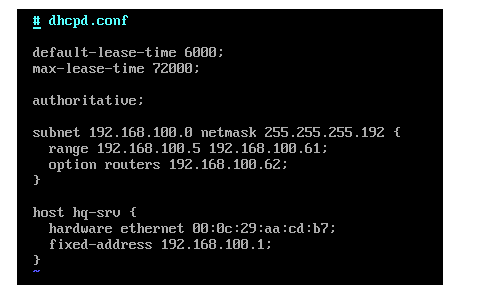 # dhcpd.conf
default-lease-time 6000;
max-lease-time 72000;
authoritative;
subnet 192.168.100.0 netmask 255.255.255.192 {
  range 192.168.100.5 192.168.100.61;
  option routers 192.168.100.62;
}
host hq-srv {
  hardware ethernet 00:0c:29:aa:cd:b7;
  fixed-address 192.168.100.1;
}
~